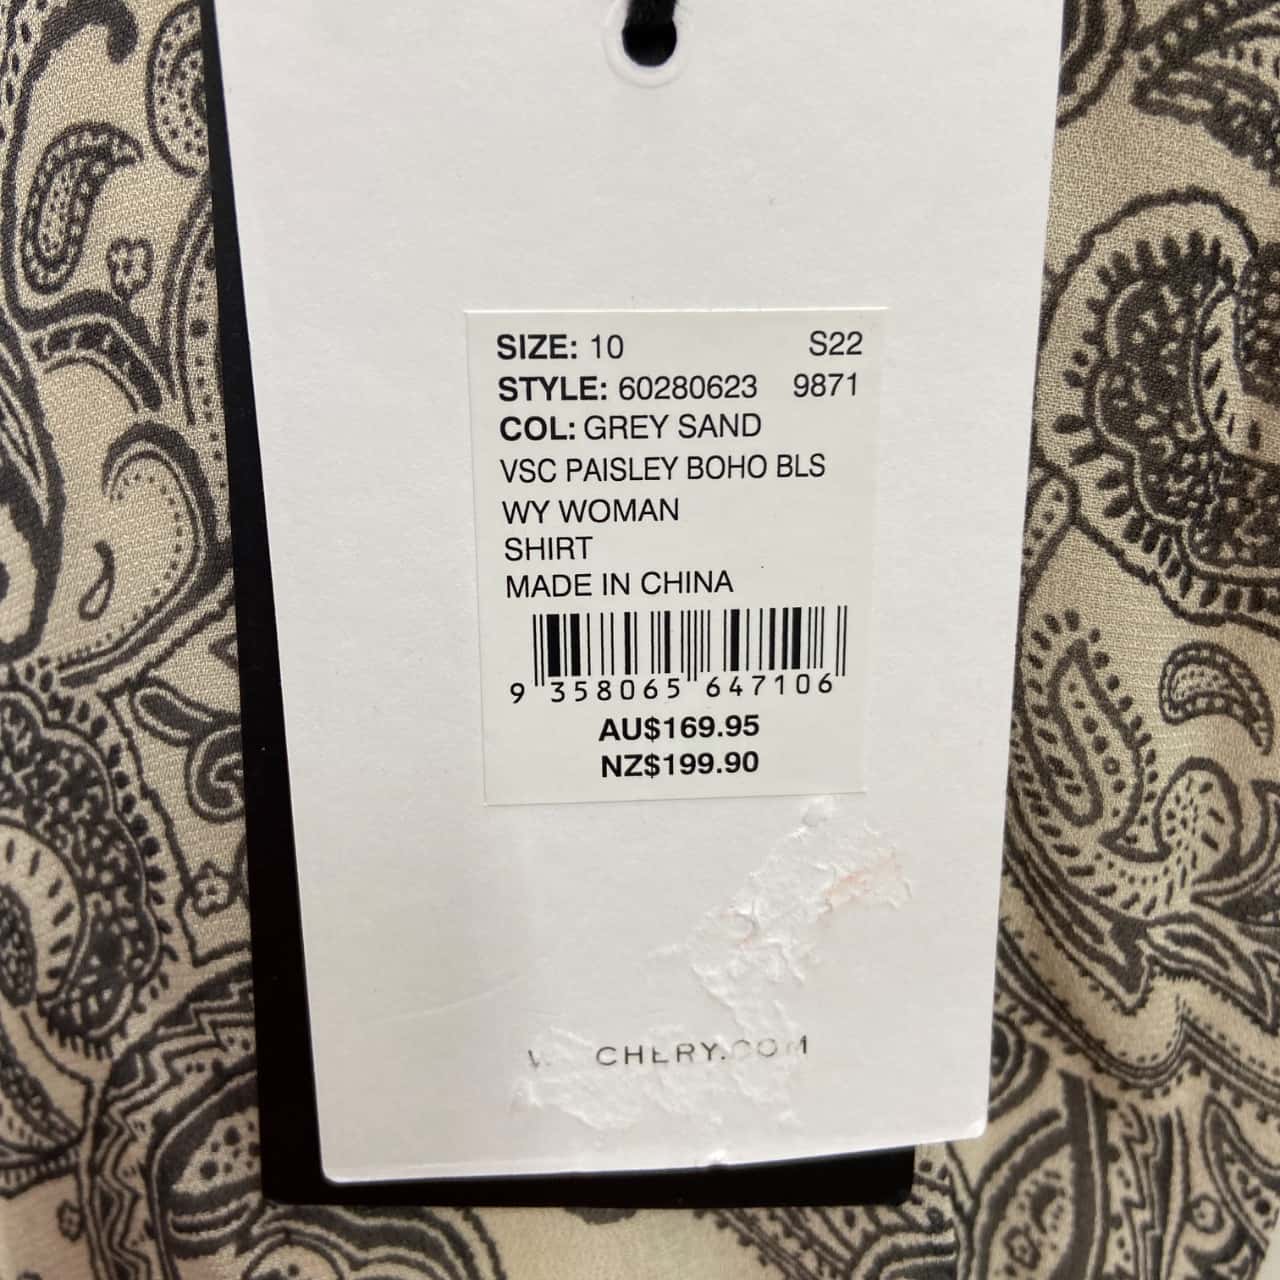 SIZE: 10 S22
STYLE: 60280623 9871
COL: GREY SAND
VSC PAISLEY BOHO BLS
WY WOMAN
SHIRT
MADE IN CHINA
9 358065 647106
AU$169.95
NZ$199.90
CHERY.COM